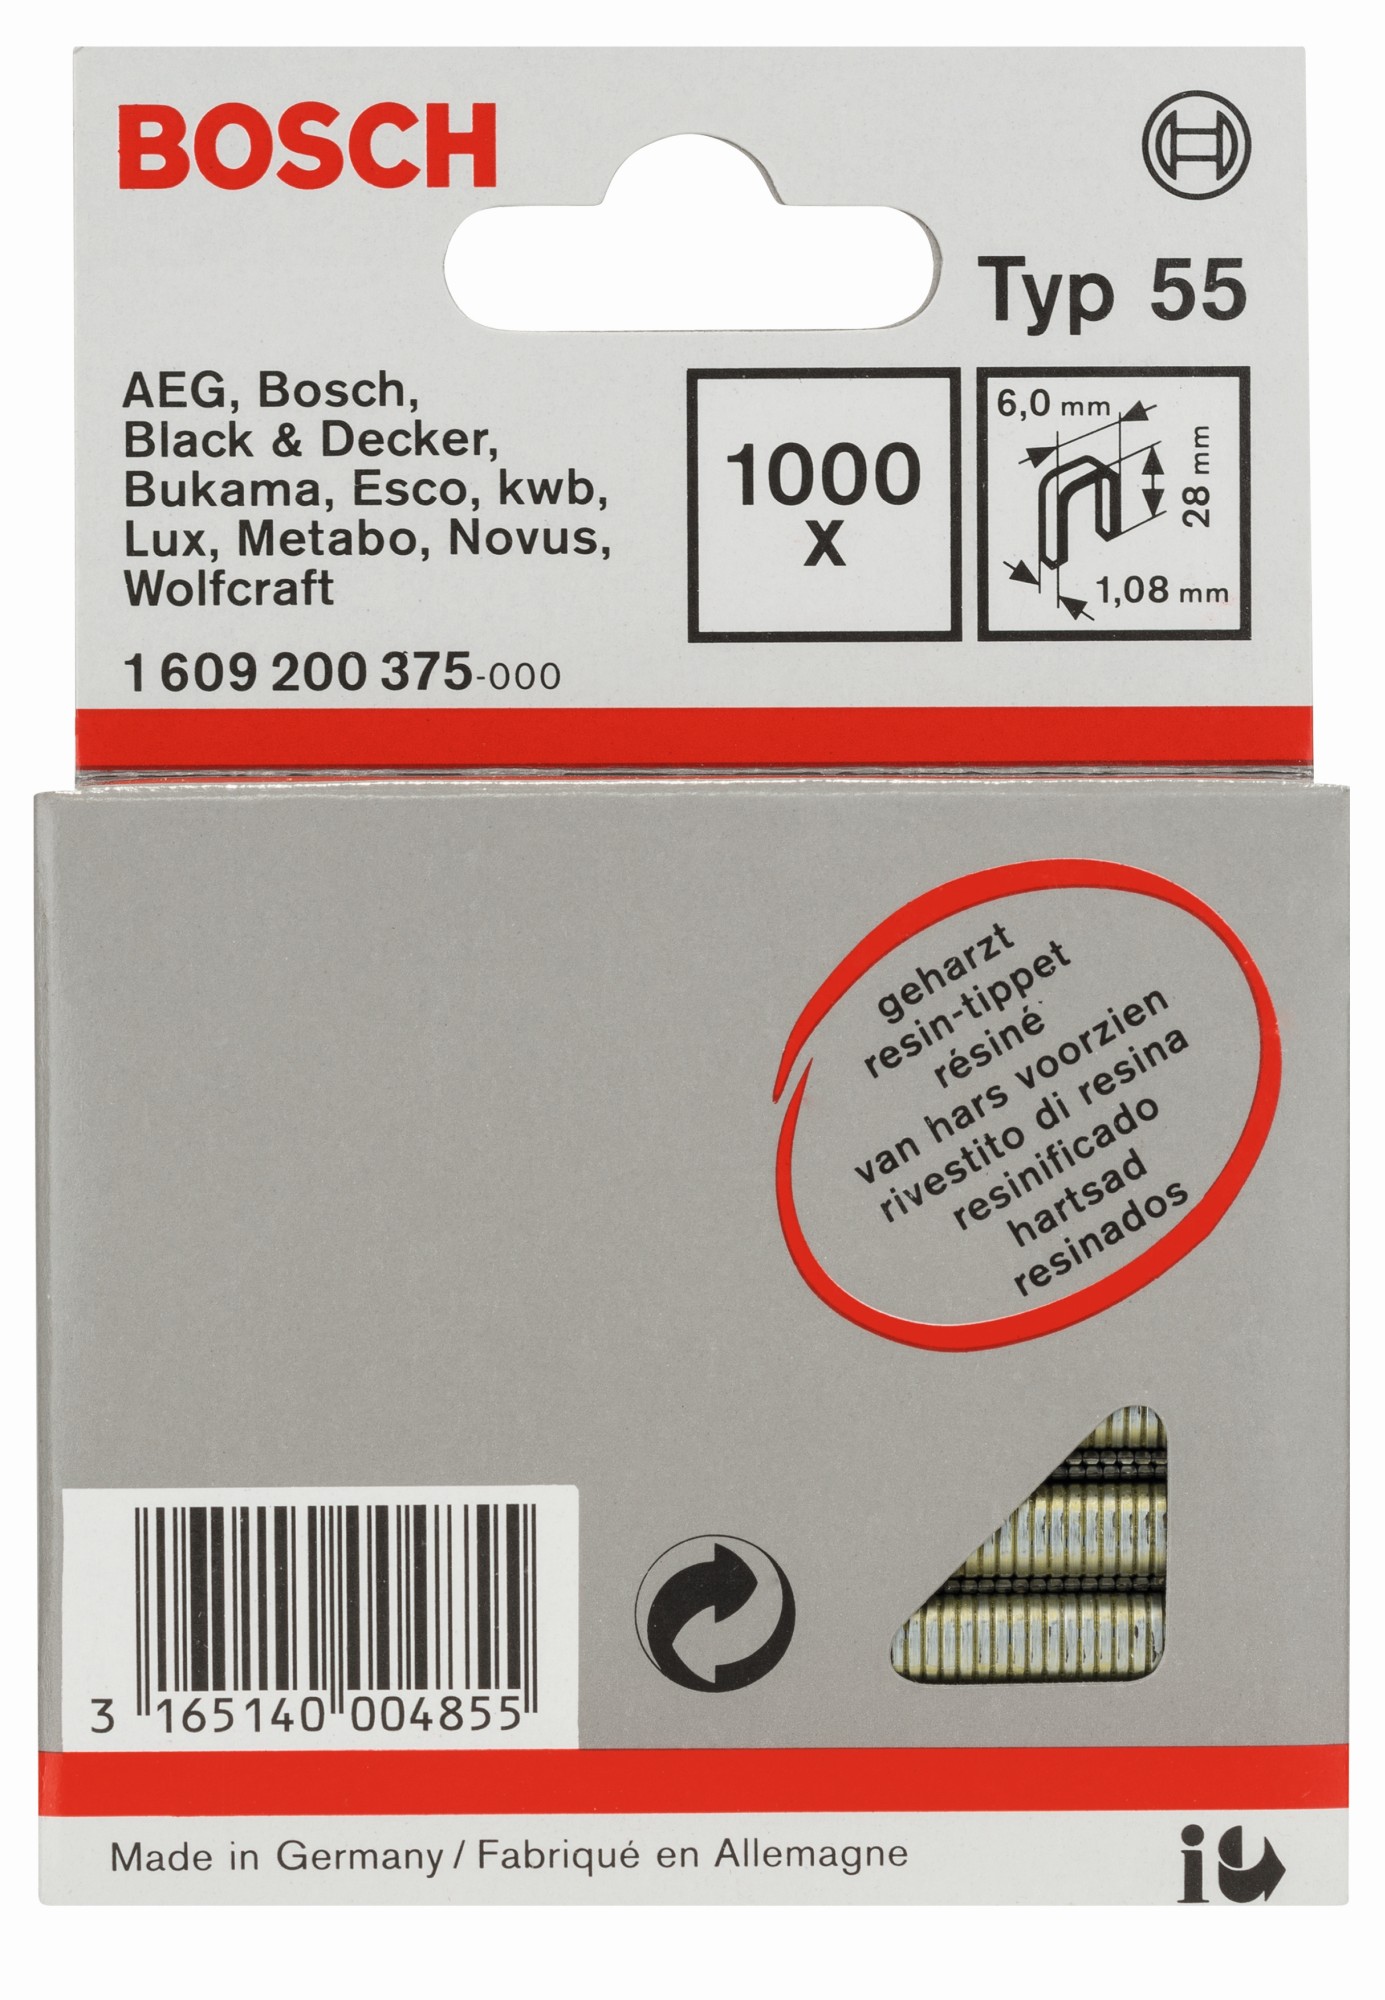 BOSCH
Typ 55
AEG, Bosch,
Black & Decker,
Bukama, Esco, kwb,
Lux, Metabo, Novus,
Wolfcraft
1 609 200 375-000
1000
x
6,0 mm
28 mm
1,08 mm
geharzt
resin-tippet
résiné
van hars voorzien
rivestito di resina
resinificado
hartsad
resinados
3 165140 004855
Made in Germany / Fabriqué en Allemagne